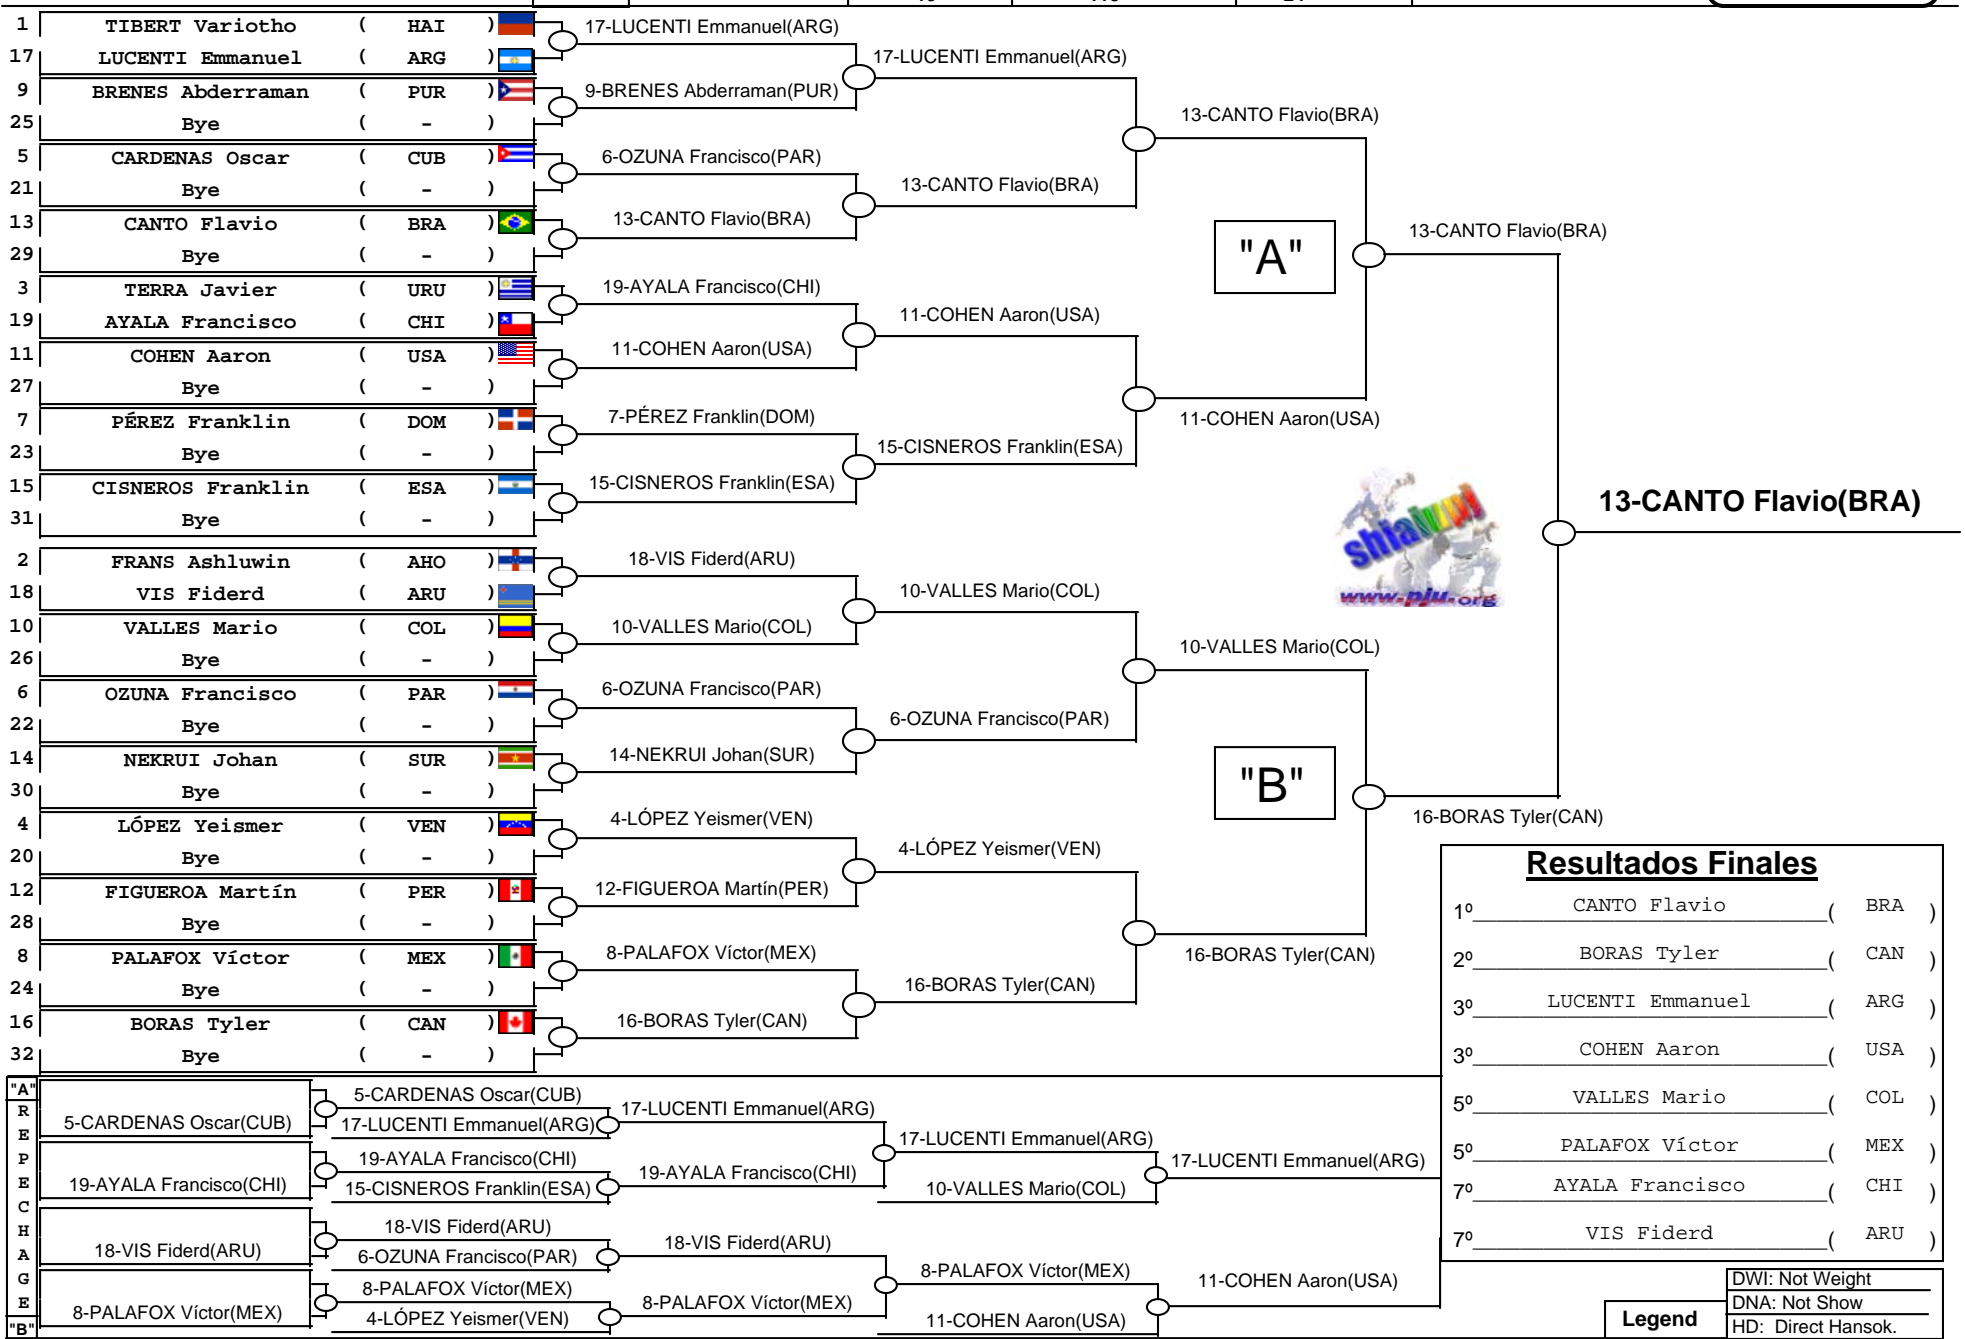 1 TIBERT Variotho ( HAI )
17 LUCENTI Emmanuel ( ARG )
9 BRENES Abderraman ( PUR )
25 Bye ( - )
5 CARDENAS Oscar ( CUB )
21 Bye ( - )
13 CANTO Flavio ( BRA )
29 Bye ( - )
3 TERRA Javier ( URU )
19 AYALA Francisco ( CHI )
11 COHEN Aaron ( USA )
27 Bye ( - )
7 PÉREZ Franklin ( DOM )
23 Bye ( - )
15 CISNEROS Franklin ( ESA )
31 Bye ( - )
2 FRANS Ashluwin ( AHO )
18 VIS Fiderd ( ARU )
10 VALLES Mario ( COL )
26 Bye ( - )
6 OZUNA Francisco ( PAR )
22 Bye ( - )
14 NEKRUI Johan ( SUR )
30 Bye ( - )
4 LÓPEZ Yeismer ( VEN )
20 Bye ( - )
12 FIGUEROA Martín ( PER )
28 Bye ( - )
8 PALAFOX Víctor ( MEX )
24 Bye ( - )
16 BORAS Tyler ( CAN )
32 Bye ( - )
17-LUCENTI Emmanuel(ARG)
9-BRENES Abderraman(PUR)
6-OZUNA Francisco(PAR)
13-CANTO Flavio(BRA)
19-AYALA Francisco(CHI)
11-COHEN Aaron(USA)
7-PÉREZ Franklin(DOM)
15-CISNEROS Franklin(ESA)
18-VIS Fiderd(ARU)
10-VALLES Mario(COL)
6-OZUNA Francisco(PAR)
14-NEKRUI Johan(SUR)
4-LÓPEZ Yeismer(VEN)
12-FIGUEROA Martín(PER)
8-PALAFOX Víctor(MEX)
16-BORAS Tyler(CAN)
17-LUCENTI Emmanuel(ARG)
13-CANTO Flavio(BRA)
11-COHEN Aaron(USA)
15-CISNEROS Franklin(ESA)
10-VALLES Mario(COL)
6-OZUNA Francisco(PAR)
4-LÓPEZ Yeismer(VEN)
16-BORAS Tyler(CAN)
13-CANTO Flavio(BRA)
"A"
11-COHEN Aaron(USA)
10-VALLES Mario(COL)
"B"
16-BORAS Tyler(CAN)
13-CANTO Flavio(BRA)
16-BORAS Tyler(CAN)
shiaiwpi
www.pju.org
13-CANTO Flavio(BRA)
Resultados Finales
1º CANTO Flavio ( BRA )
2º BORAS Tyler ( CAN )
3º LUCENTI Emmanuel ( ARG )
3º COHEN Aaron ( USA )
5º VALLES Mario ( COL )
5º PALAFOX Víctor ( MEX )
7º AYALA Francisco ( CHI )
7º VIS Fiderd ( ARU )
"A"
REPECHAGE
"B"
5-CARDENAS Oscar(CUB)
19-AYALA Francisco(CHI)
18-VIS Fiderd(ARU)
8-PALAFOX Víctor(MEX)
5-CARDENAS Oscar(CUB)
17-LUCENTI Emmanuel(ARG)
19-AYALA Francisco(CHI)
15-CISNEROS Franklin(ESA)
18-VIS Fiderd(ARU)
6-OZUNA Francisco(PAR)
8-PALAFOX Víctor(MEX)
4-LÓPEZ Yeismer(VEN)
17-LUCENTI Emmanuel(ARG)
19-AYALA Francisco(CHI)
18-VIS Fiderd(ARU)
8-PALAFOX Víctor(MEX)
17-LUCENTI Emmanuel(ARG)
10-VALLES Mario(COL)
8-PALAFOX Víctor(MEX)
11-COHEN Aaron(USA)
17-LUCENTI Emmanuel(ARG)
11-COHEN Aaron(USA)
Legend
DWI: Not Weight
DNA: Not Show
HD: Direct Hansok.